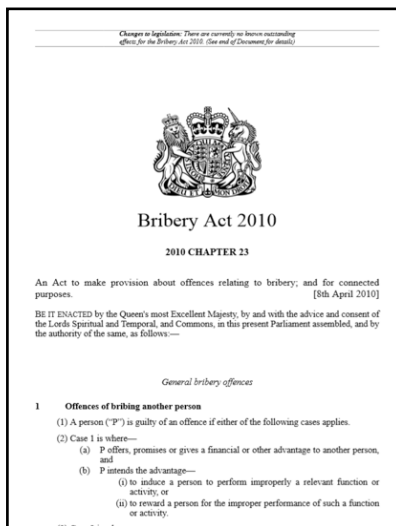 Changes to legislation: There are currently no known outstanding
effects for the Bribery Act 2010. (See end of Document for details)
Bribery Act 2010
2010 CHAPTER 23
An Act to make provision about offences relating to bribery; and for connected
purposes. [8th April 2010]
BE IT ENACTED by the Queen's most Excellent Majesty, by and with the advice and consent of
the Lords Spiritual and Temporal, and Commons, in this present Parliament assembled, and by
the authority of the same, as follows:—
General bribery offences
1 Offences of bribing another person
(1) A person (“P”) is guilty of an offence if either of the following cases applies.
(2) Case 1 is where—
(a) P offers, promises or gives a financial or other advantage to another person,
and
(b) P intends the advantage—
(i) to induce a person to perform improperly a relevant function or
activity, or
(ii) to reward a person for the improper performance of such a function
or activity.